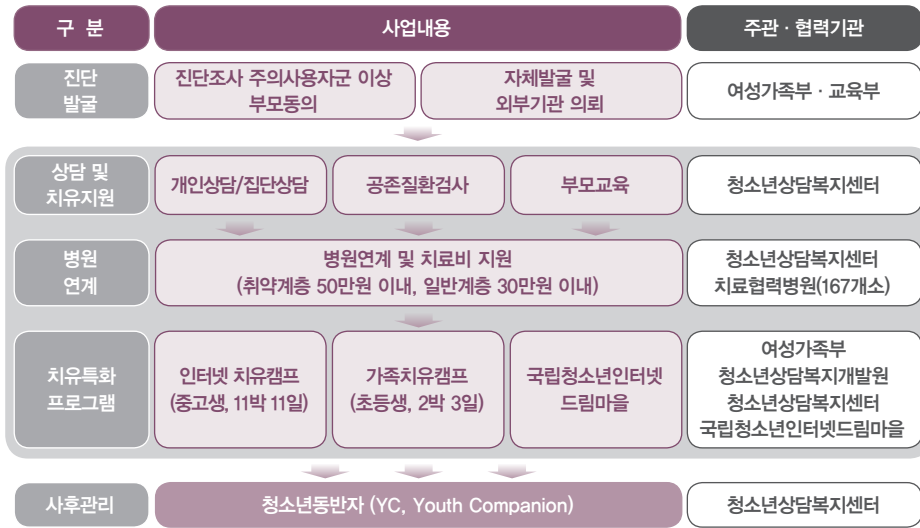 구 분
사업내용
주관 · 협력기관
진단
발굴
진단조사 주의사용자군 이상
부모동의
자체발굴 및
외부기관 의뢰
여성가족부 · 교육부
상담 및
치유지원
개인상담/집단상담
공존질환검사
부모교육
청소년상담복지센터
병원
연계
병원연계 및 치료비 지원
(취약계층 50만원 이내, 일반계층 30만원 이내)
청소년상담복지센터
치료협력병원(167개소)
치유특화
프로그램
인터넷 치유캠프
(중고생, 11박 11일)
가족치유캠프
(초등생, 2박 3일)
국립청소년인터넷
드림마을
여성가족부
청소년상담복지개발원
청소년상담복지센터
국립청소년인터넷드림마을
사후관리
청소년동반자 (YC, Youth Companion)
청소년상담복지센터